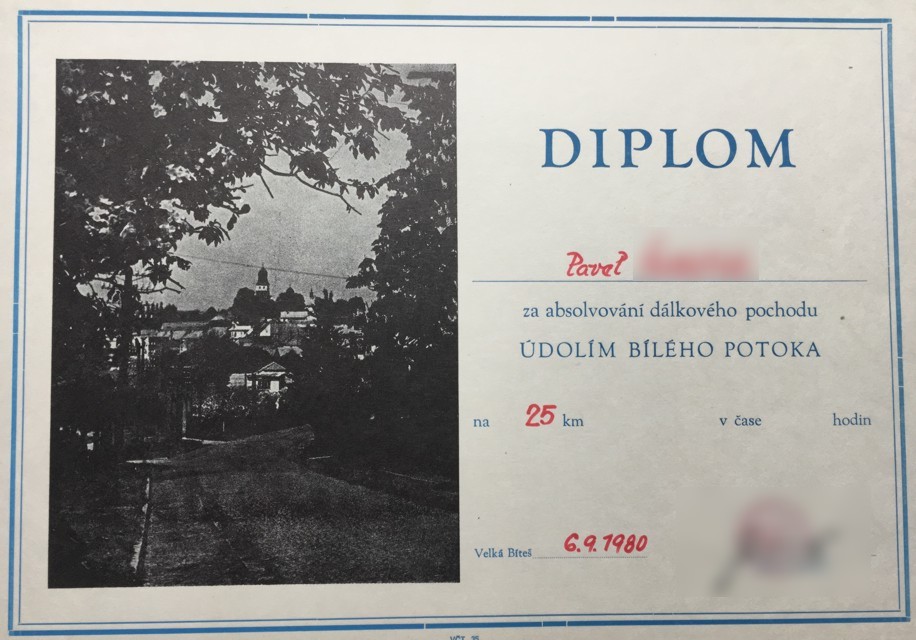 DIPLOM
Pavel
za absolvování dálkového pochodu
ÚDOLÍM BÍLÉHO POTOKA
na 25 km v čase hodin
Velká Bíteš 6.9.1980